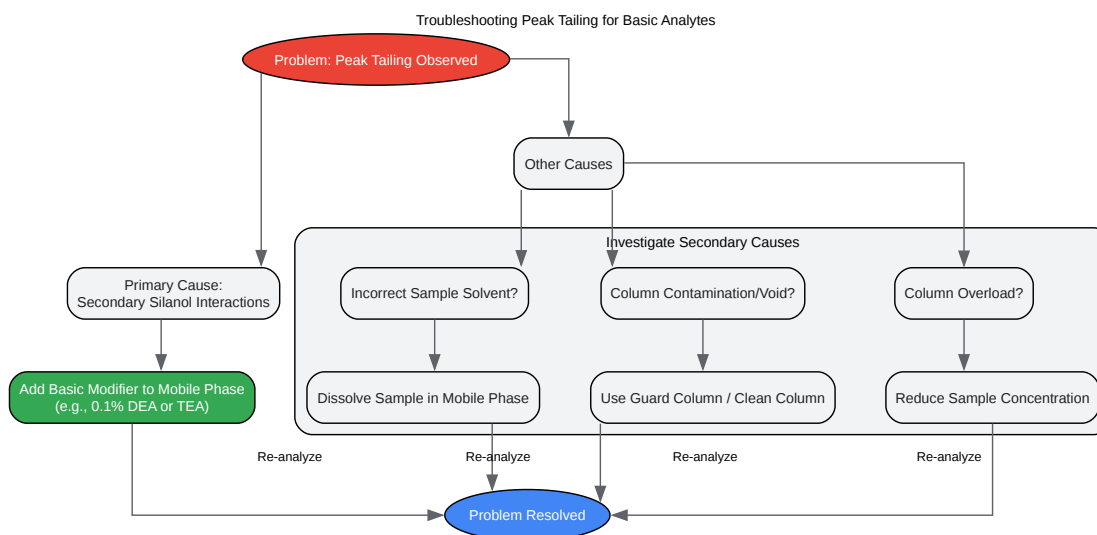 Troubleshooting Peak Tailing for Basic Analytes
Problem: Peak Tailing Observed
Other Causes
Investigate Secondary Causes
Primary Cause:
Secondary Silanol Interactions
Incorrect Sample Solvent?
Column Contamination/Void?
Column Overload?
Add Basic Modifier to Mobile Phase
(e.g., 0.1% DEA or TEA)
Dissolve Sample in Mobile Phase
Use Guard Column / Clean Column
Reduce Sample Concentration
Re-analyze
Re-analyze
Re-analyze
Re-analyze
Problem Resolved